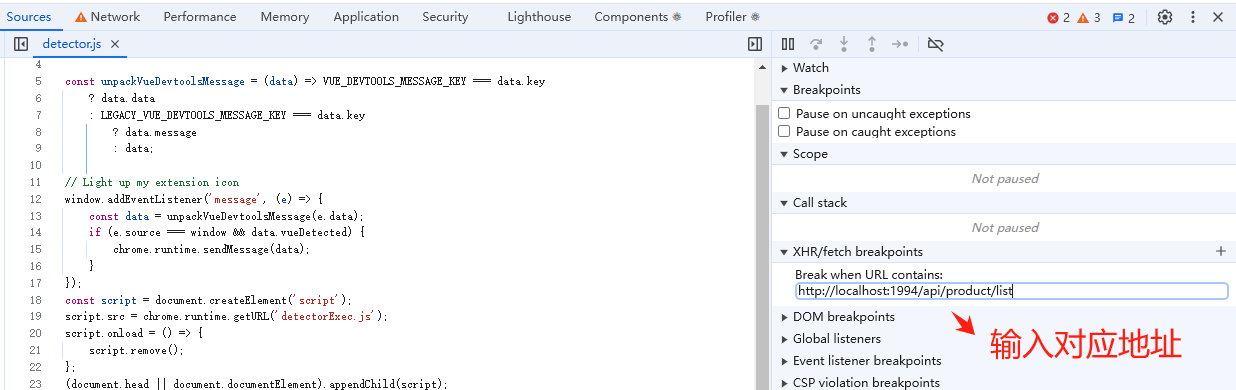 Sources Network Performance Memory Application Security Lighthouse Components Profiler 2 3 2
detector.js
4
5 const unpackVueDevtoolsMessage = (data) => VUE_DEVTOOLS_MESSAGE_KEY === data.key
6 ? data.data
7 : LEGACY_VUE_DEVTOOLS_MESSAGE_KEY === data.key
8 ? data.message
9 : data;
10
11 // Light up my extension icon
12 window.addEventListener('message', (e) => {
13 const data = unpackVueDevtoolsMessage(e.data);
14 if (e.source === window && data.vueDetected) {
15 chrome.runtime.sendMessage(data);
16 }
17 });
18 const script = document.createElement('script');
19 script.src = chrome.runtime.getURL('detectorExec.js');
20 script.onload = () => {
21 script.remove();
22 };
23 (document.head || document.documentElement).appendChild(script);
Watch
Breakpoints
Pause on uncaught exceptions
Pause on caught exceptions
Scope
Not paused
Call stack
Not paused
XHR/fetch breakpoints
Break when URL contains:
http://localhost:1994/api/product/list
DOM breakpoints
Global listeners
Event listener breakpoints
CSP violation breakpoints
输入对应地址